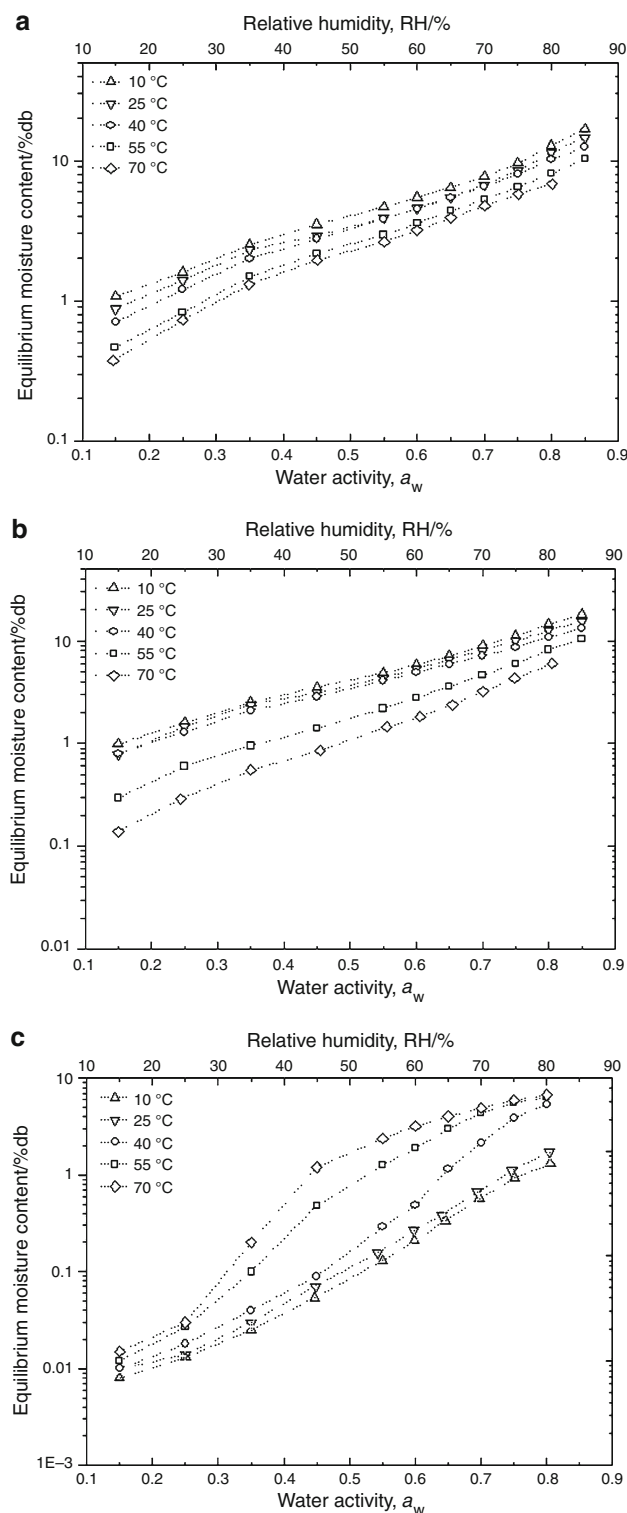 a
Relative humidity, RH/%
10 20 30 40 50 60 70 80 90
10 °C
25 °C
40 °C
55 °C
70 °C
10
1
0.1
Equilibrium moisture content/%db
0.1 0.2 0.3 0.4 0.5 0.6 0.7 0.8 0.9
Water activity, a_w
b
Relative humidity, RH/%
10 20 30 40 50 60 70 80 90
10 °C
25 °C
40 °C
55 °C
70 °C
10
1
0.1
0.01
Equilibrium moisture content/%db
0.1 0.2 0.3 0.4 0.5 0.6 0.7 0.8 0.9
Water activity, a_w
c
Relative humidity, RH/%
10 20 30 40 50 60 70 80 90
10 °C
25 °C
40 °C
55 °C
70 °C
10
1
0.1
0.01
1E–3
Equilibrium moisture content/%db
0.1 0.2 0.3 0.4 0.5 0.6 0.7 0.8 0.9
Water activity, a_w